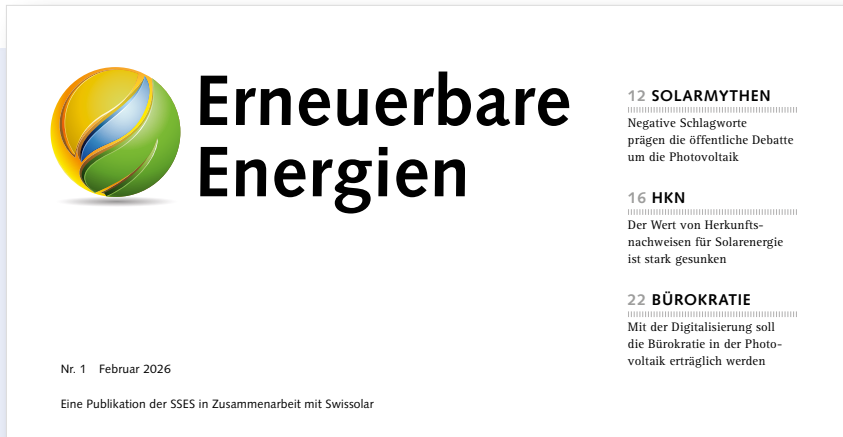 Erneuerbare
Energien
Nr. 1 Februar 2026
Eine Publikation der SSES in Zusammenarbeit mit Swissolar
12 SOLARMYTHEN
Negative Schlagworte
prägen die öffentliche Debatte
um die Photovoltaik
16 HKN
Der Wert von Herkunfts-
nachweisen für Solarenergie
ist stark gesunken
22 BÜROKRATIE
Mit der Digitalisierung soll
die Bürokratie in der Photo-
voltaik erträglich werden